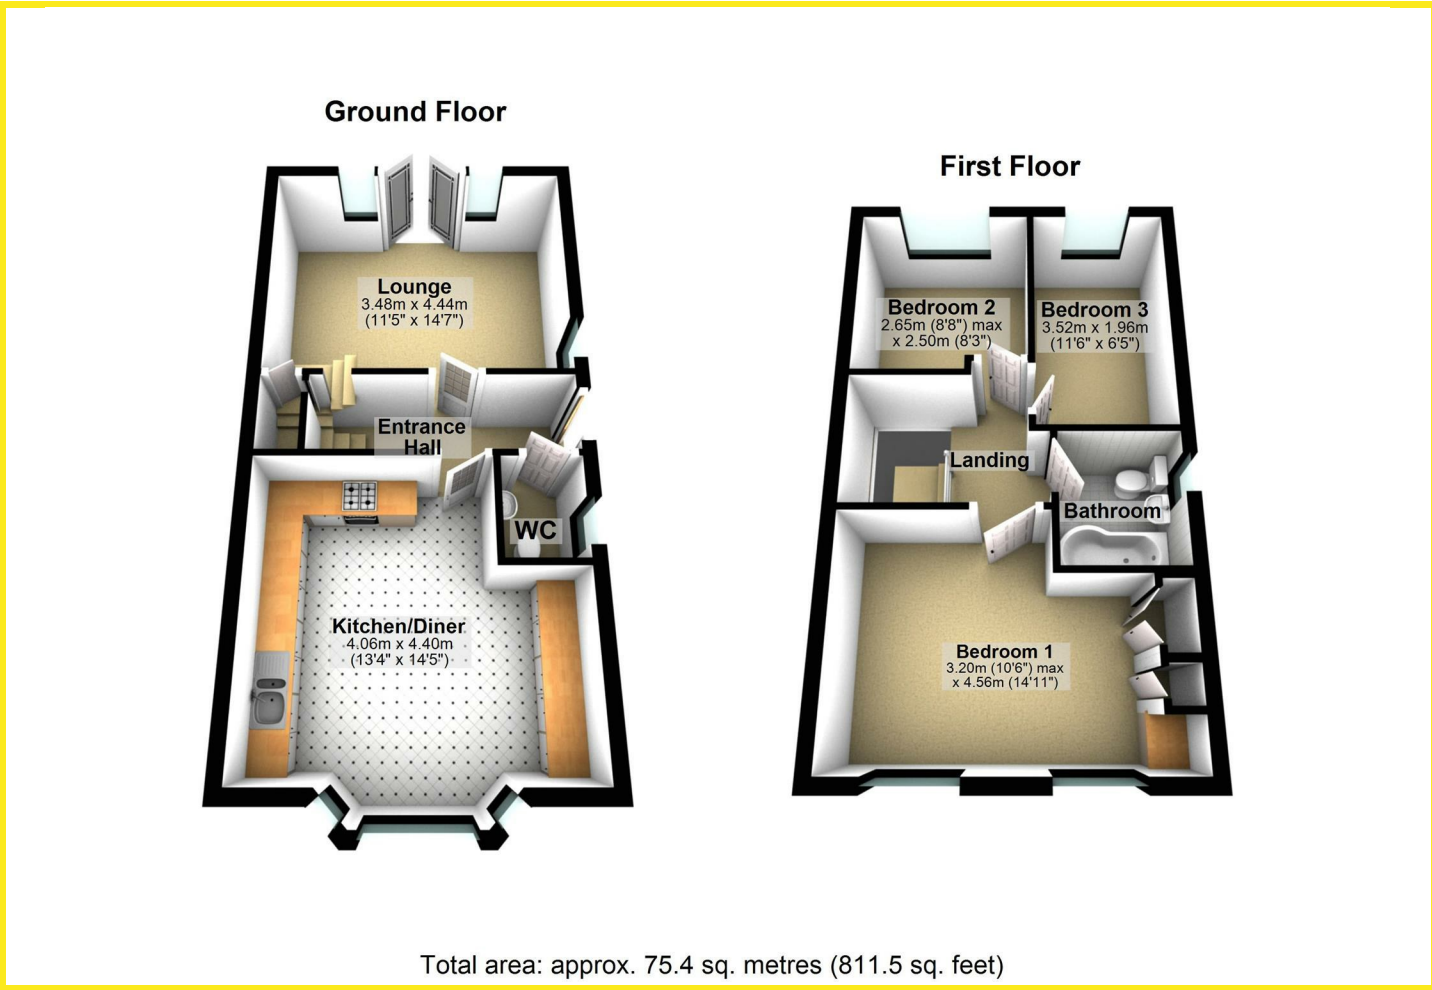 Ground Floor
Lounge
3.48m x 4.44m
(11'5" x 14'7")
Entrance
Hall
WC
Kitchen/Diner
4.06m x 4.40m
(13'4" x 14'5")
First Floor
Bedroom 2
2.65m (8'8") max
x 2.50m (8'3")
Bedroom 3
3.52m x 1.96m
(11'6" x 6'5")
Landing
Bathroom
Bedroom 1
3.20m (10'6") max
x 4.56m (14'11")
Total area: approx. 75.4 sq. metres (811.5 sq. feet)